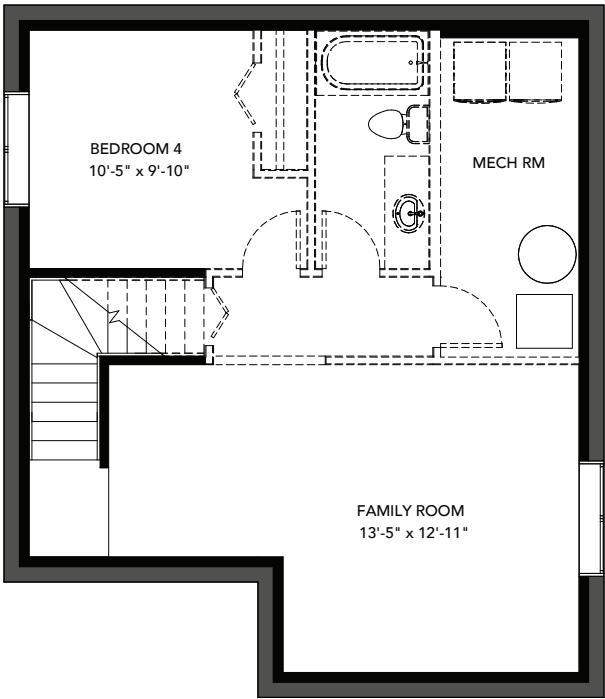 BEDROOM 4
10'-5" x 9'-10"
MECH RM
FAMILY ROOM
13'-5" x 12'-11"